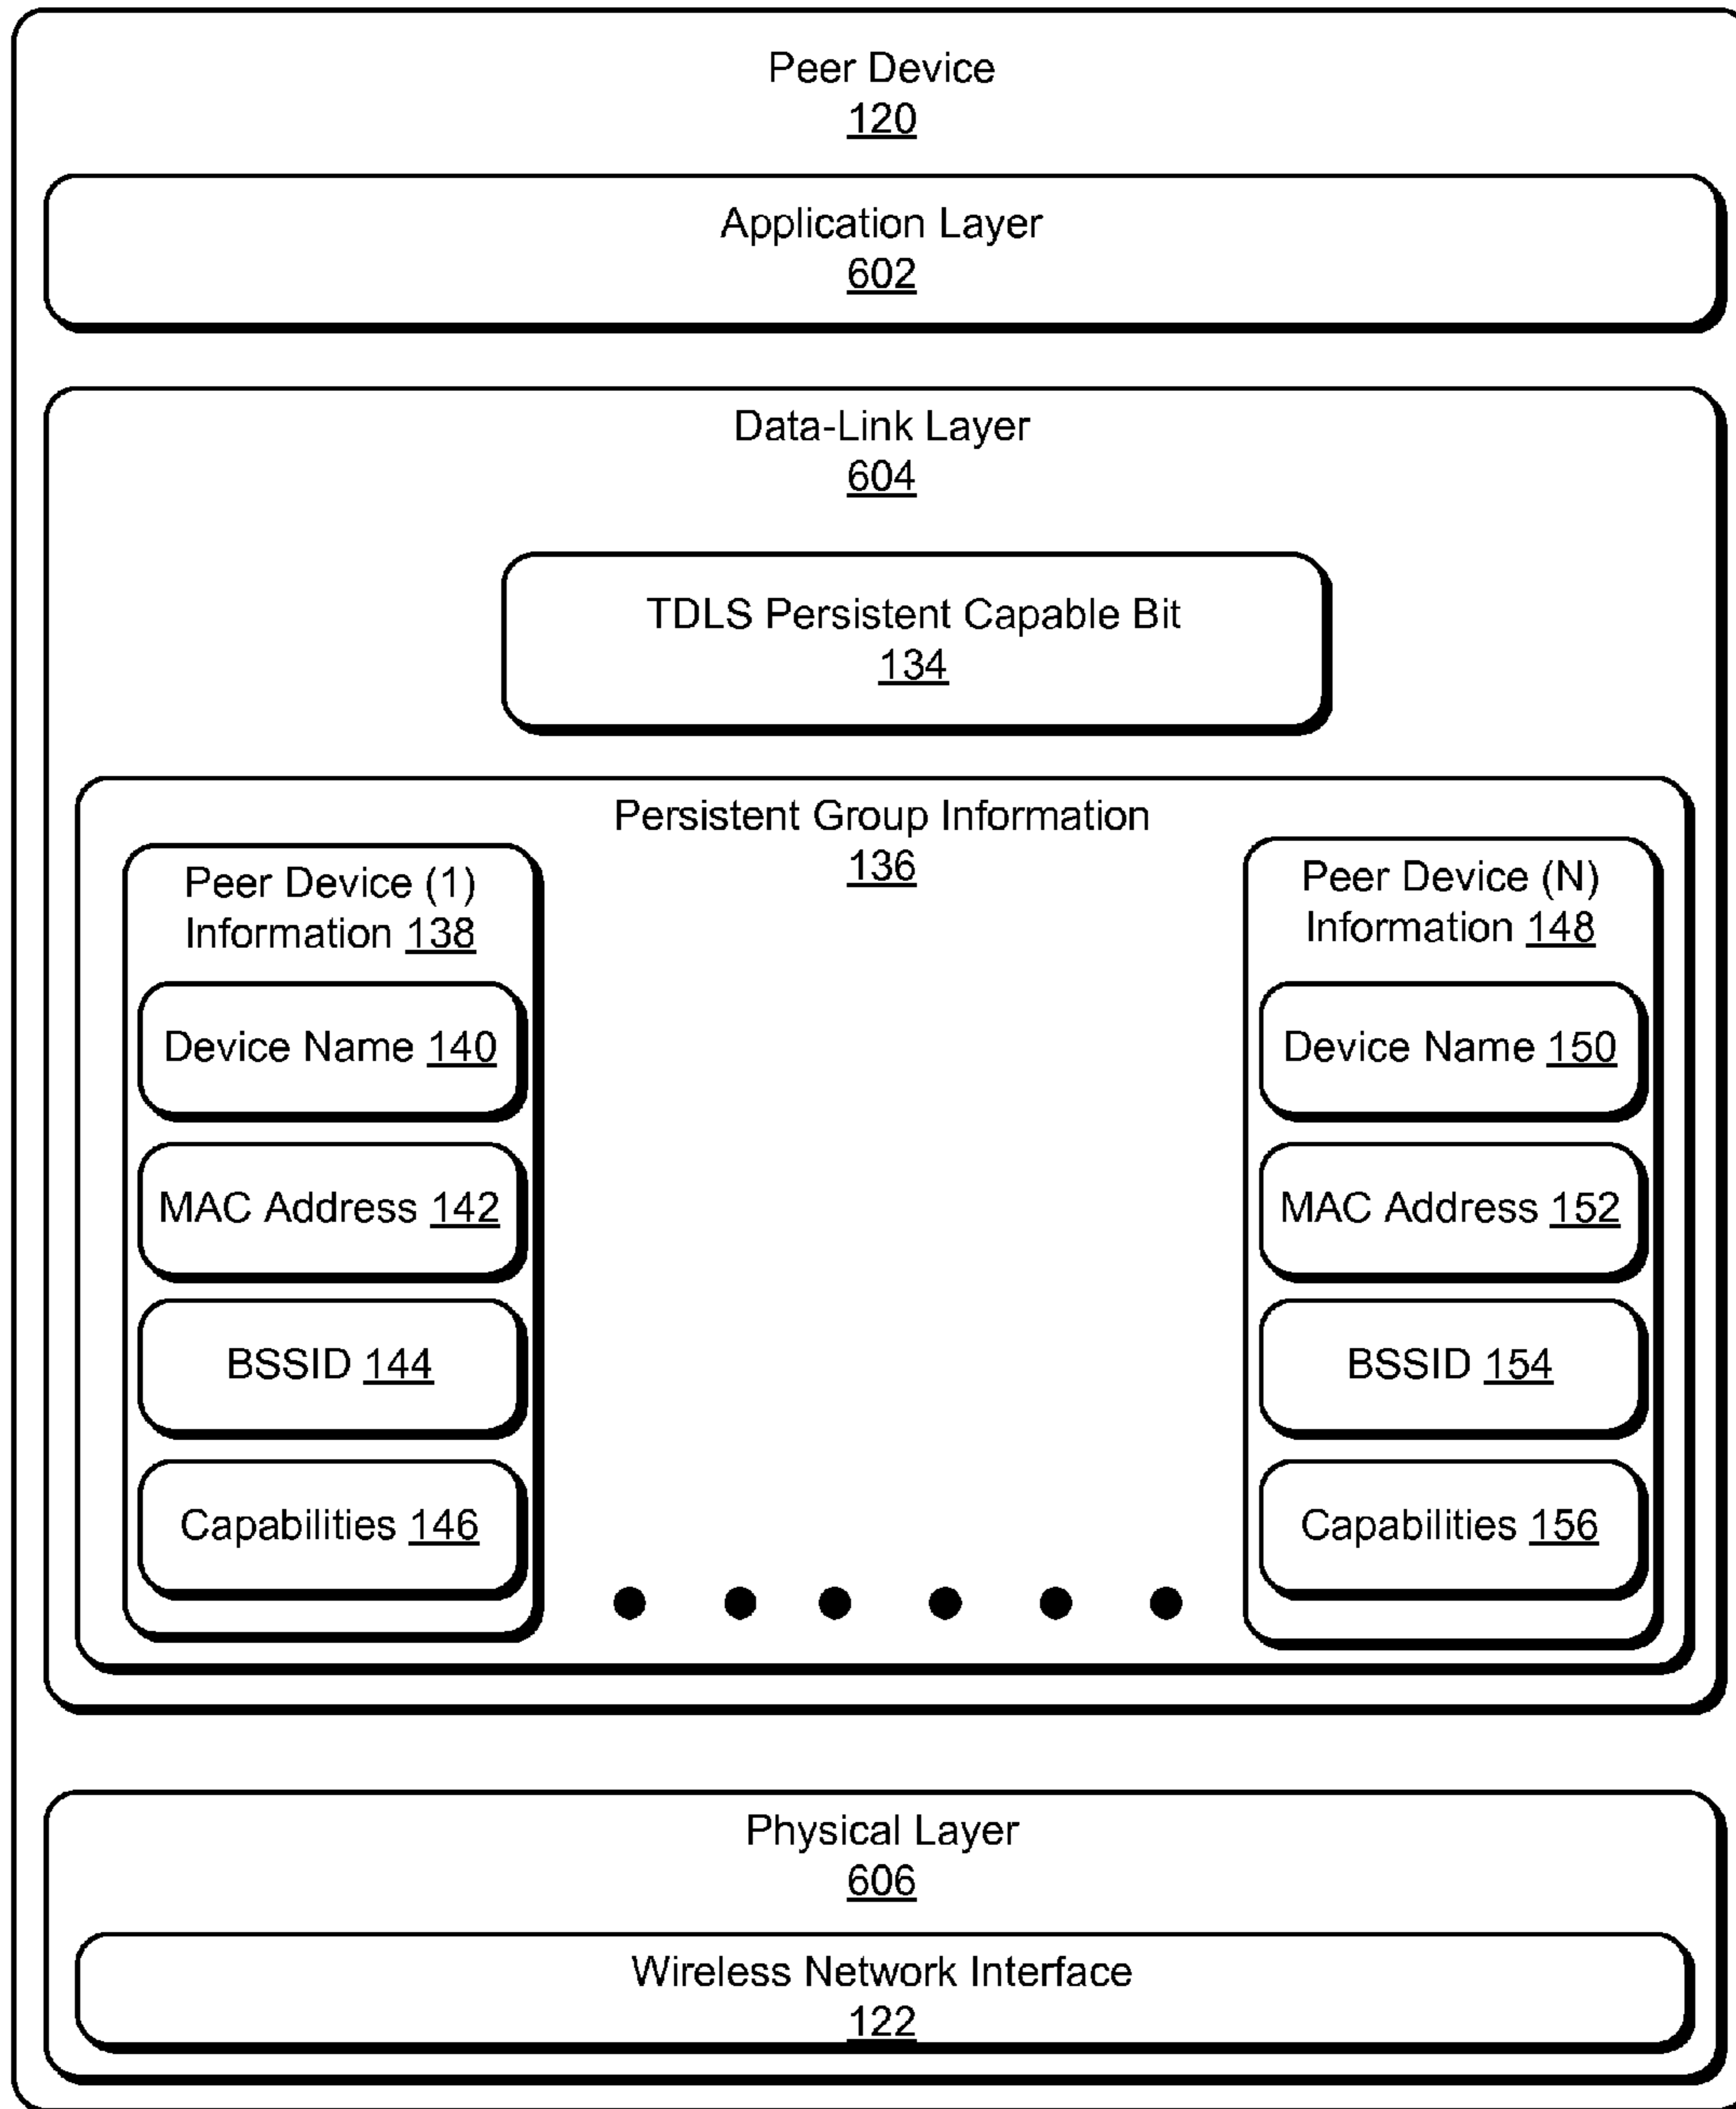 Peer Device
120
Application Layer
602
Data-Link Layer
604
TDLS Persistent Capable Bit
134
Persistent Group Information
136
Peer Device (1)
Information 138
Device Name 140
MAC Address 142
BSSID 144
Capabilities 146
Peer Device (N)
Information 148
Device Name 150
MAC Address 152
BSSID 154
Capabilities 156
Physical Layer
606
Wireless Network Interface
122